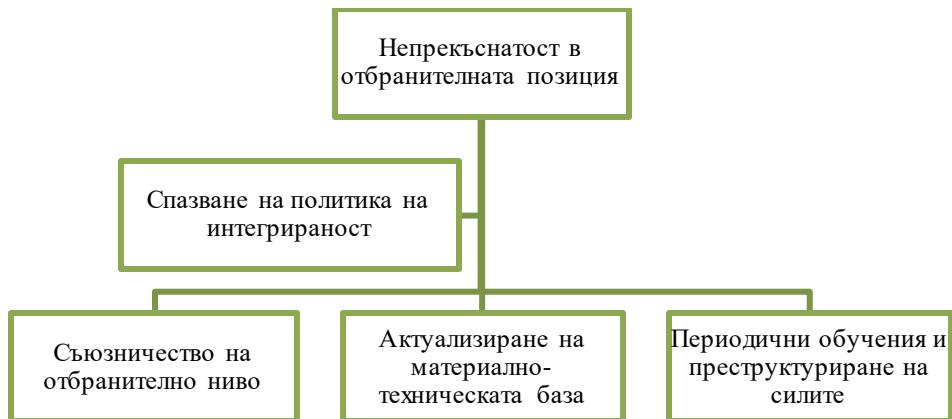 Непрекъснатост в
отбранителната позиция
Спазване на политика на
интегрираност
Съюзничество на
отбранително ниво
Актуализиране на
материално-
техническата база
Периодични обучения и
преструктуриране на
силите